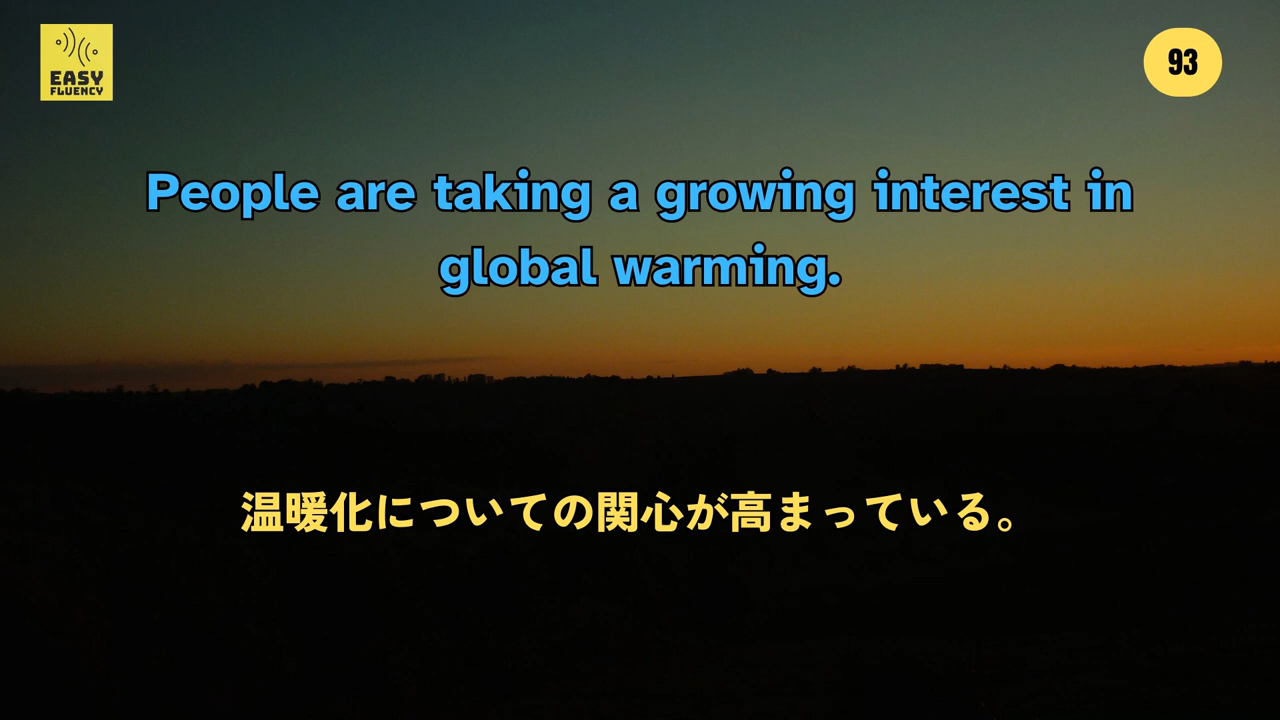 EASY
FLUENCY
93
People are taking a growing interest in
global warming.
温暖化についての関心が高まっている。